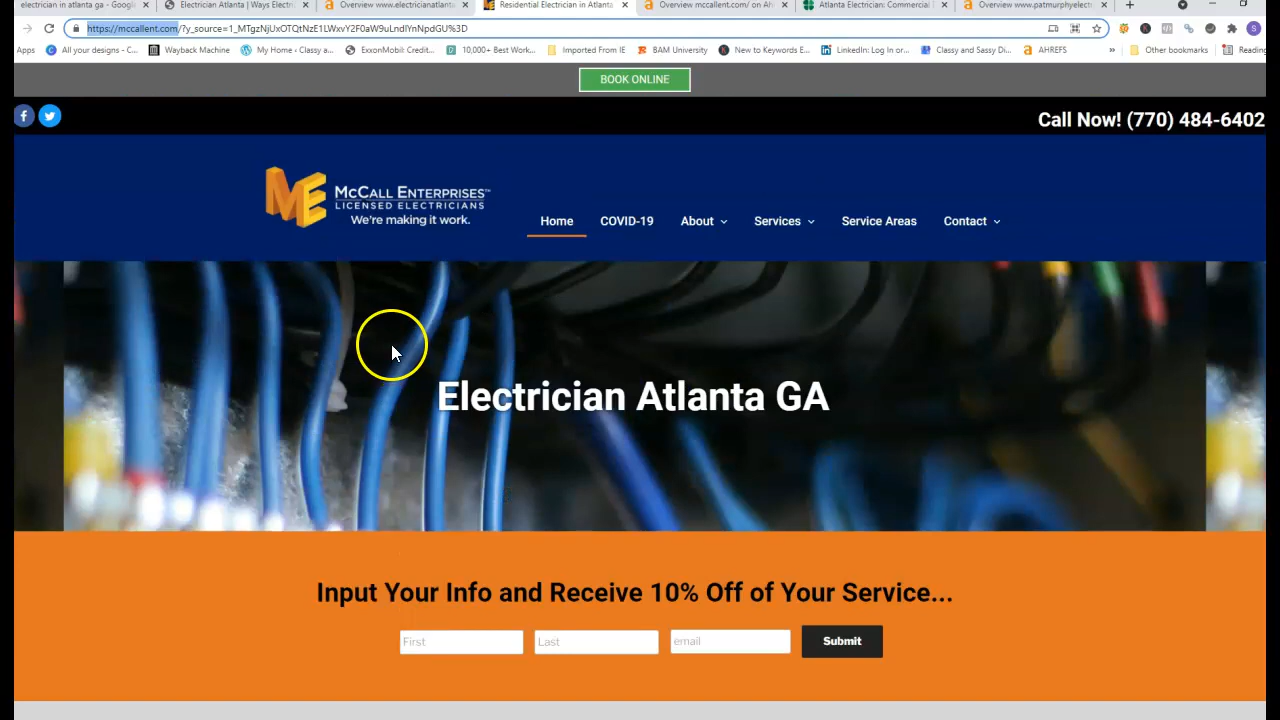 electrician in atlanta ga - Goog
Electrician Atlanta | Ways Electri
Overview www.electricianatlanta
Residential Electrician in Atlanta
Overview mccallent.com/ on Ah
Atlanta Electrician: Commercial
Overview www.patmurphyelect
https://mccallent.com/?y_source=1_MTgzNjUxOTQtNzE1LWxvY2F0aW9uLndlYnNpdGU%3D
All your designs - C...
Wayback Machine
My Home - Classy a...
ExxonMobil Credit...
10,000+ Best Work...
Imported From IE
BAM University
New to Keywords E...
LinkedIn: Log In or...
Classy and Sassy Di...
AHREFS
Other bookmarks
Reading
BOOK ONLINE
Call Now! (770) 484-6402
ME
McCall Enterprises™
LICENSED ELECTRICIANS
We're making it work.
Home
COVID-19
About
Services
Service Areas
Contact
Electrician Atlanta GA
Input Your Info and Receive 10% Off of Your Service...
First
Last
email
Submit